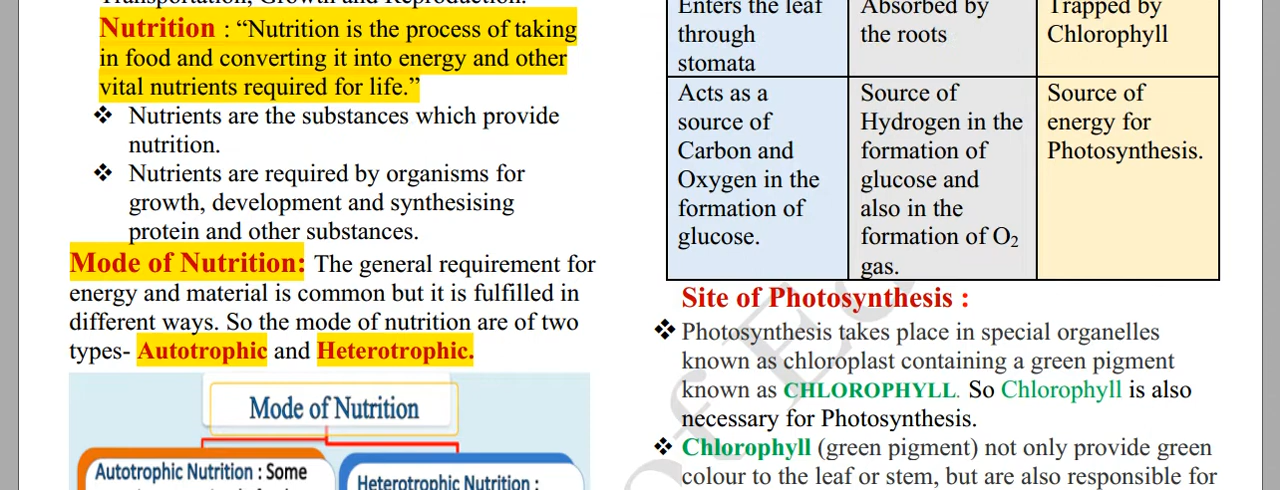 Transportation, Growth and Reproduction.
Nutrition : “Nutrition is the process of taking
in food and converting it into energy and other
vital nutrients required for life.”
❖ Nutrients are the substances which provide
nutrition.
❖ Nutrients are required by organisms for
growth, development and synthesising
protein and other substances.
Mode of Nutrition: The general requirement for
energy and material is common but it is fulfilled in
different ways. So the mode of nutrition are of two
types- Autotrophic and Heterotrophic.
Mode of Nutrition
Autotrophic Nutrition : Some
Heterotrophic Nutrition :
Enters the leaf
through
stomata
Absorbed by
the roots
Trapped by
Chlorophyll
Acts as a
source of
Carbon and
Oxygen in the
formation of
glucose.
Source of
Hydrogen in the
formation of
glucose and
also in the
formation of O₂
gas.
Source of
energy for
Photosynthesis.
Site of Photosynthesis :
❖ Photosynthesis takes place in special organelles
known as chloroplast containing a green pigment
known as CHLOROPHYLL. So Chlorophyll is also
necessary for Photosynthesis.
❖ Chlorophyll (green pigment) not only provide green
colour to the leaf or stem, but are also responsible for